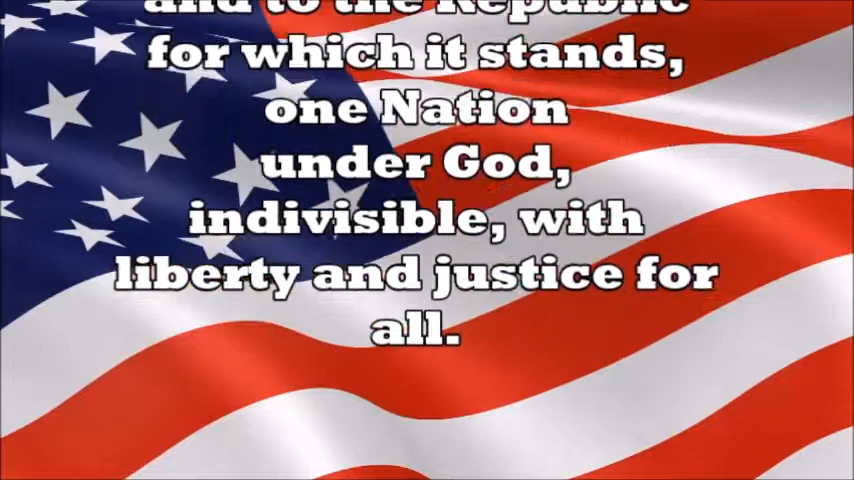 and to the Republic
for which it stands,
one Nation
under God,
indivisible, with
liberty and justice for
all.